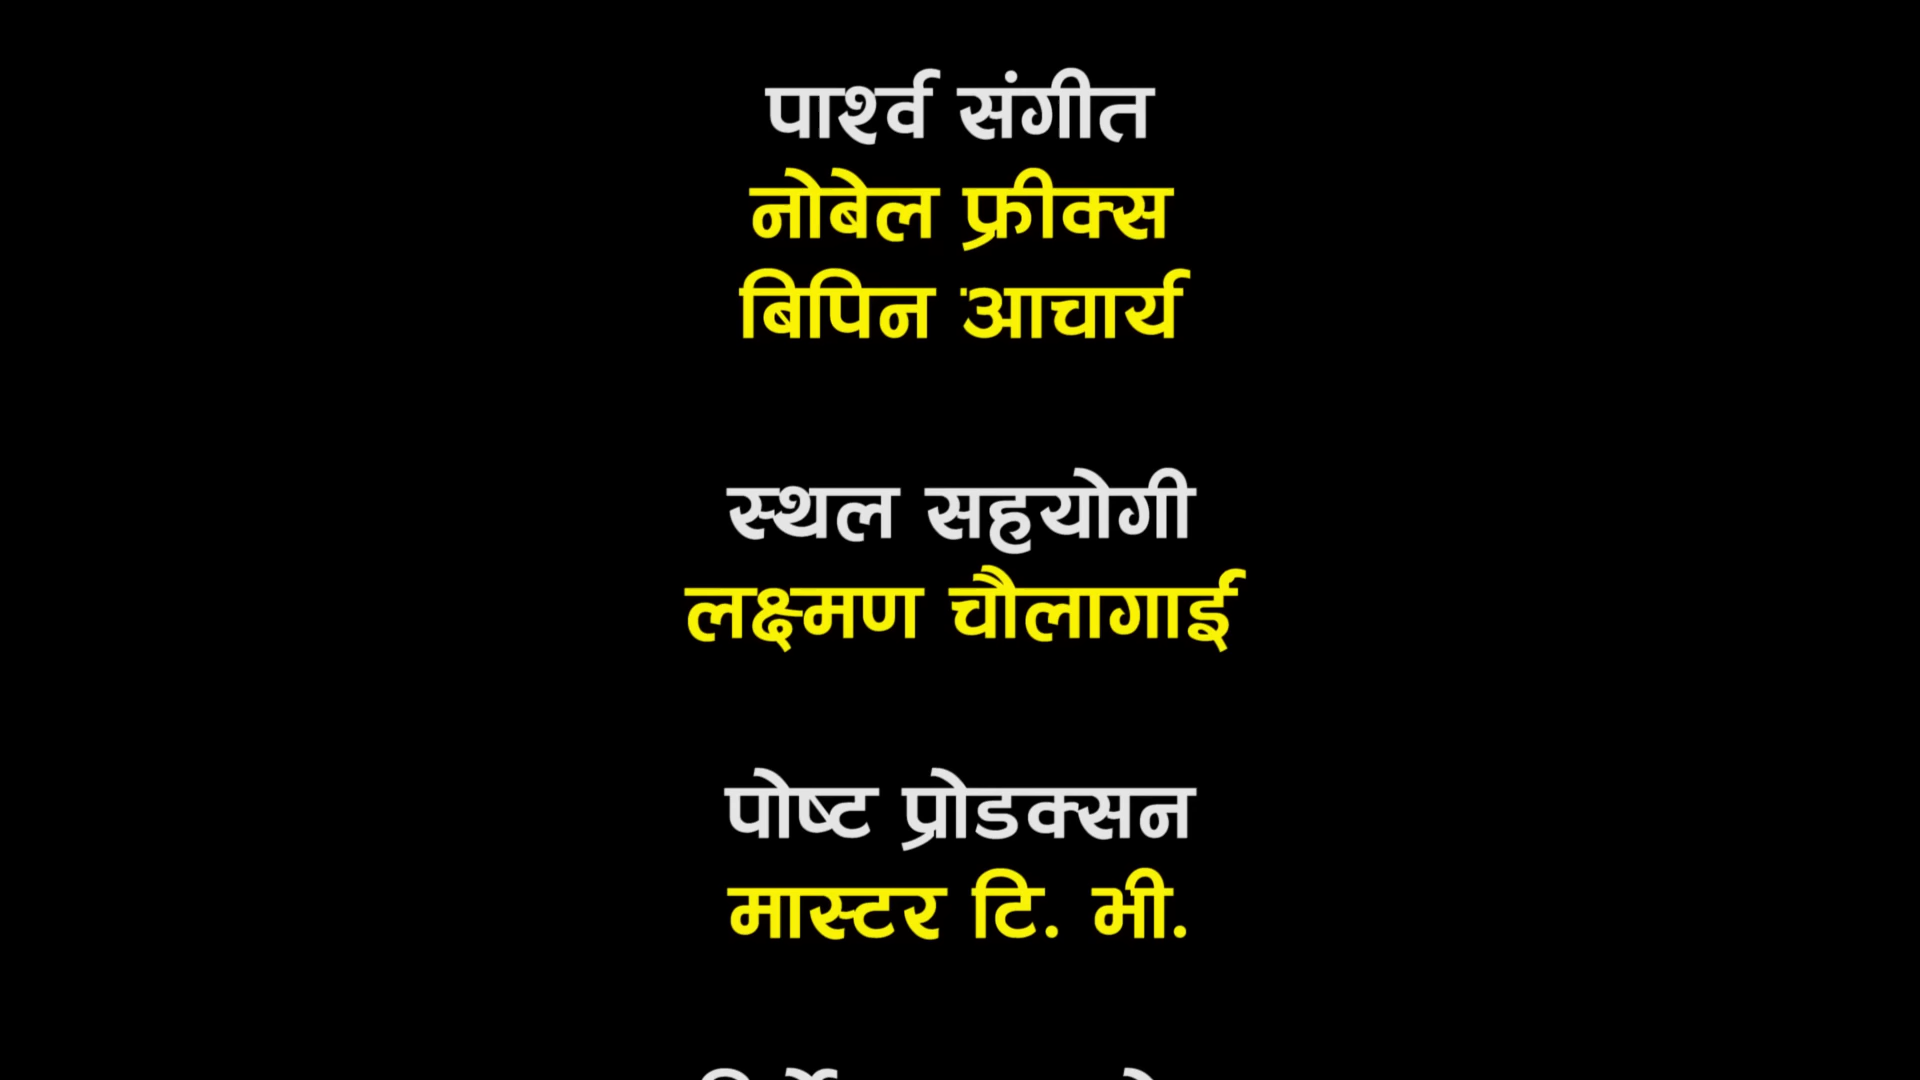 पार्श्व संगीत
नोबेल फ्रीक्स
बिपिन आचार्य
स्थल सहयोगी
लक्ष्मण चौलागाई
पोष्ट प्रोडक्सन
मास्टर टि. भी.